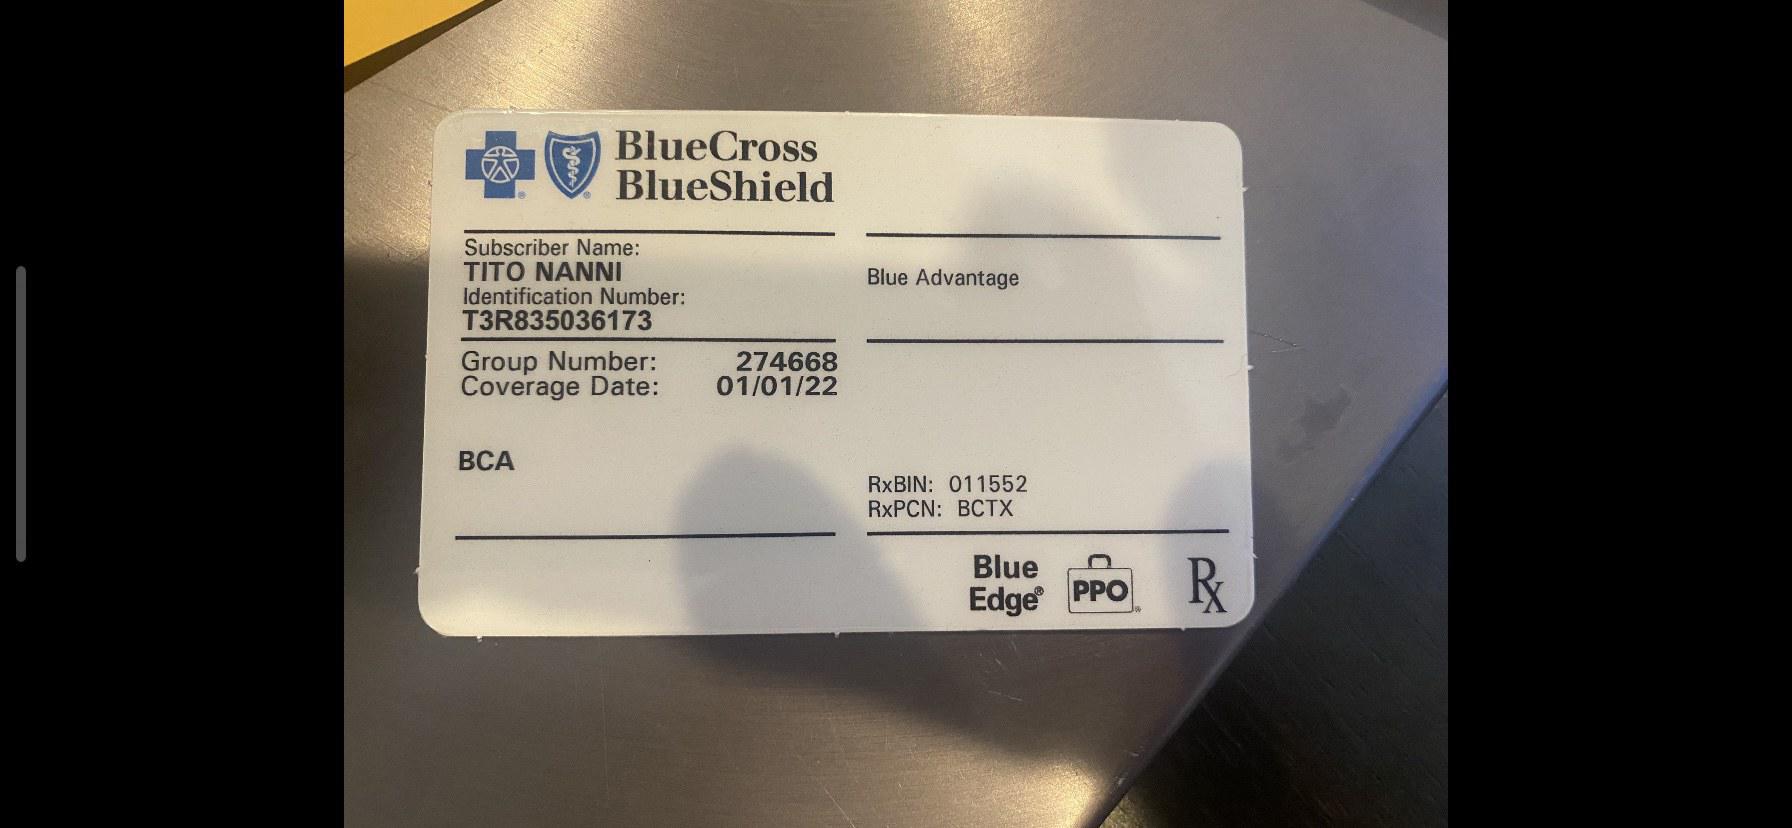 BlueCross
BlueShield
Subscriber Name:
TITO NANNI
Identification Number:
T3R835036173
Blue Advantage
Group Number: 274668
Coverage Date: 01/01/22
BCA
RxBIN: 011552
RxPCN: BCTX
Blue
Edge®
PPO®
Rx